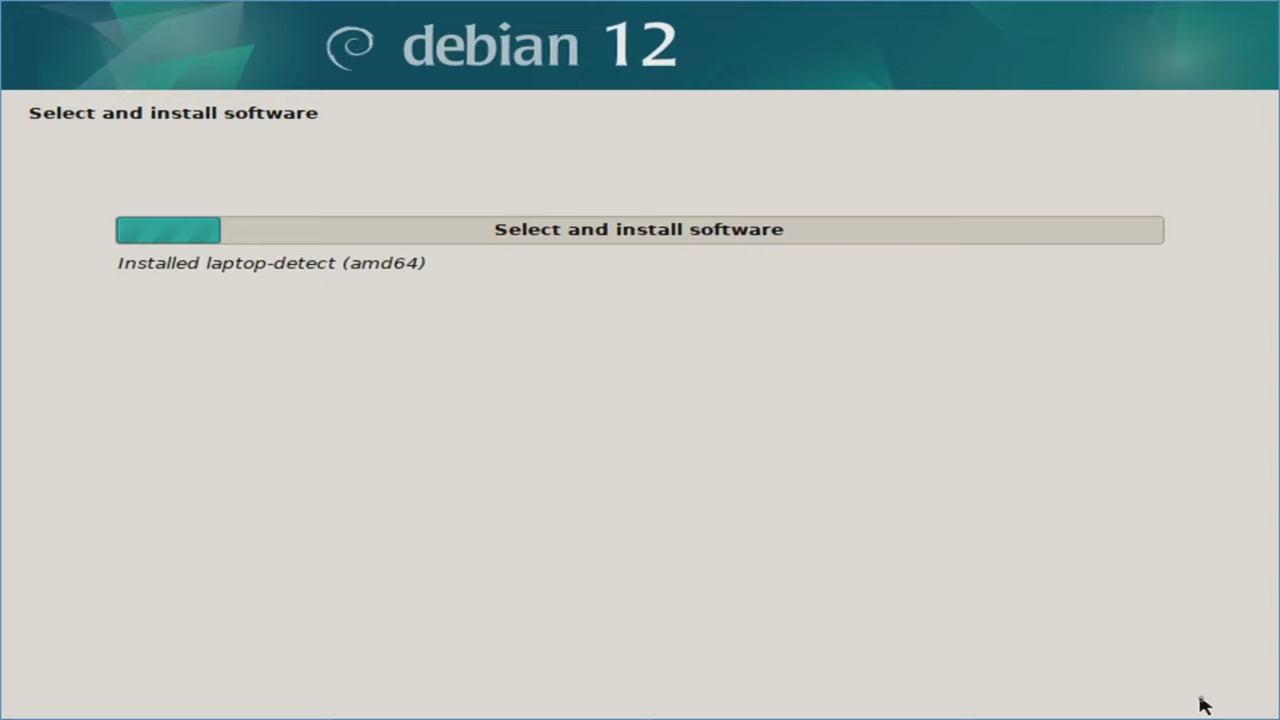 debian 12
Select and install software
Select and install software
Installed laptop-detect (amd64)